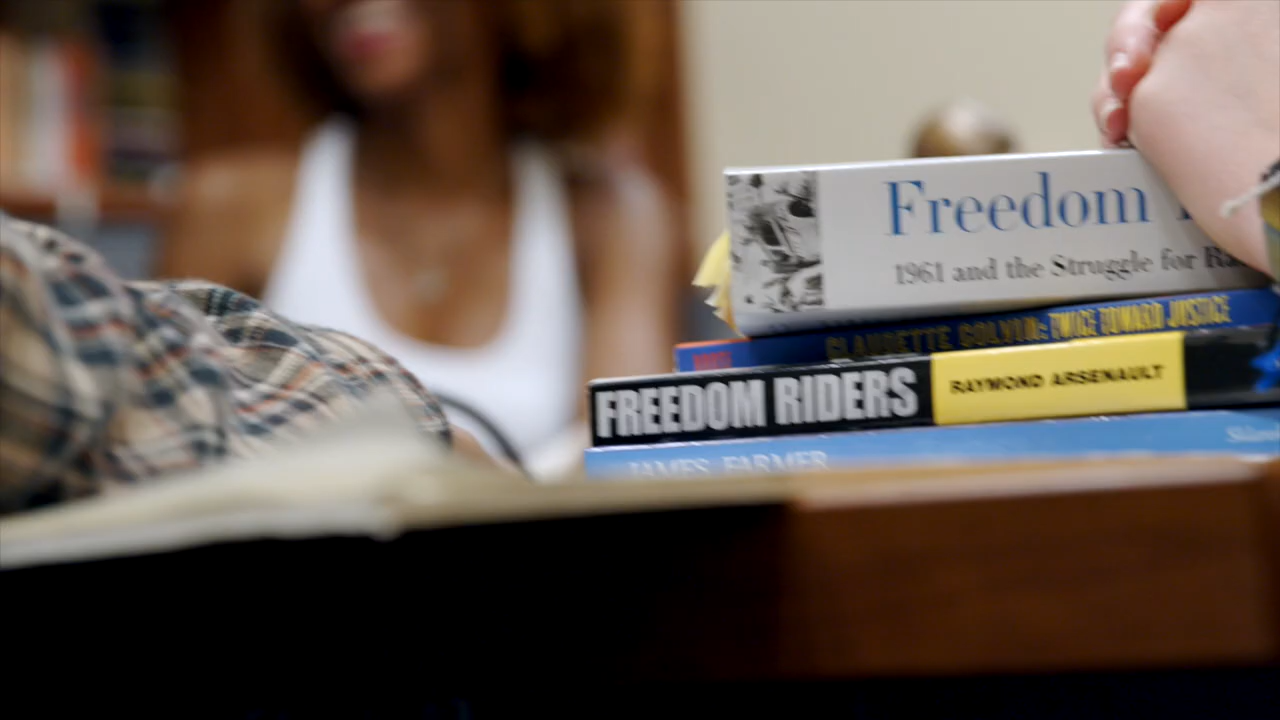 Freedom
1961 and the Struggle for
CLAUDETTE COLVIN: TWICE TOWARD JUSTICE
FREEDOM RIDERS RAYMOND ARSENAULT
JAMES FARMER